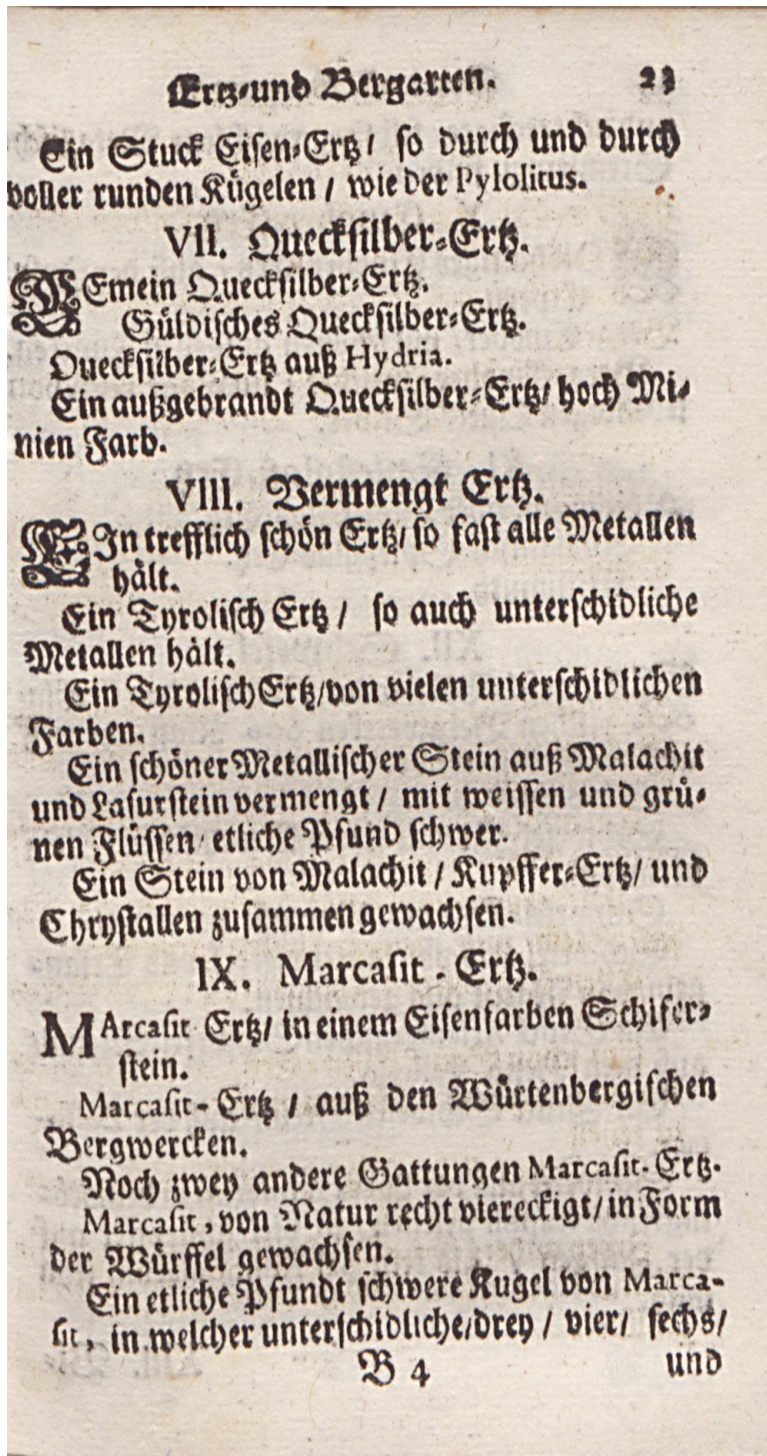 Ertz-und Bergarten. 23
Ein Stuck Eisen-Ertz / so durch und durch
voller runden Kügelen / wie der Pylolitus.
VII. Quecksilber-Ertz.
GEmein Quecksilber-Ertz.
Güldisches Quecksilber-Ertz.
Quecksilber-Ertz auß Hydria.
Ein außgebrandt Quecksilber-Ertz / hoch Mi-
nien Farb.
VIII. Vermengt Ertz.
EIn trefflich schön Ertz / so fast alle Metallen
hält.
Ein Tyrolisch Ertz / so auch unterschidliche
Metallen hält.
Ein Tyrolisch Ertz / von vielen unterschidlichen
Farben.
Ein schöner Metallischer Stein auß Malachit
und Lasurstein vermengt / mit weissen und grü-
nen Flüssen / etliche Pfund schwer.
Ein Stein von Malachit / Kupffer-Ertz / und
Chrystallen zusammen gewachsen.
IX. Marcasit - Ertz.
MArcasit Ertz / in einem Eisenfarben Schifer-
stein.
Marcasit-Ertz / auß den Würtenbergischen
Bergwercken.
Noch zwey andere Gattungen Marcasit-Ertz.
Marcasit, von Natur recht viereckigt / in Form
der Würffel gewachsen.
Ein etliche Pfundt schwere Kugel von Marca-
sit, in welcher unterschidliche / drey / vier / sechs /
B 4 und